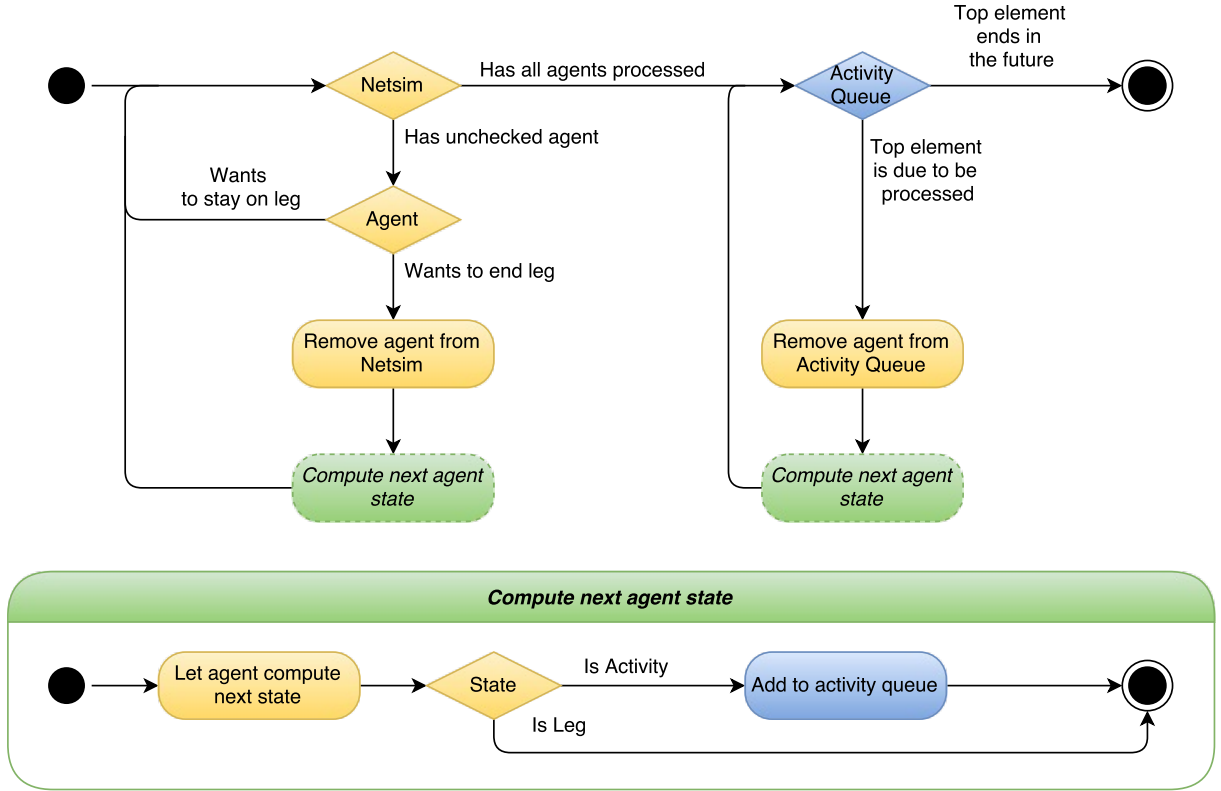 Top element
ends in
the future
Netsim
Has all agents processed
Activity
Queue
Has unchecked agent
Top element
is due to be
processed
Wants
to stay on leg
Agent
Wants to end leg
Remove agent from
Netsim
Remove agent from
Activity Queue
Compute next agent
state
Compute next agent
state
Compute next agent state
Let agent compute
next state
State
Is Activity
Add to activity queue
Is Leg